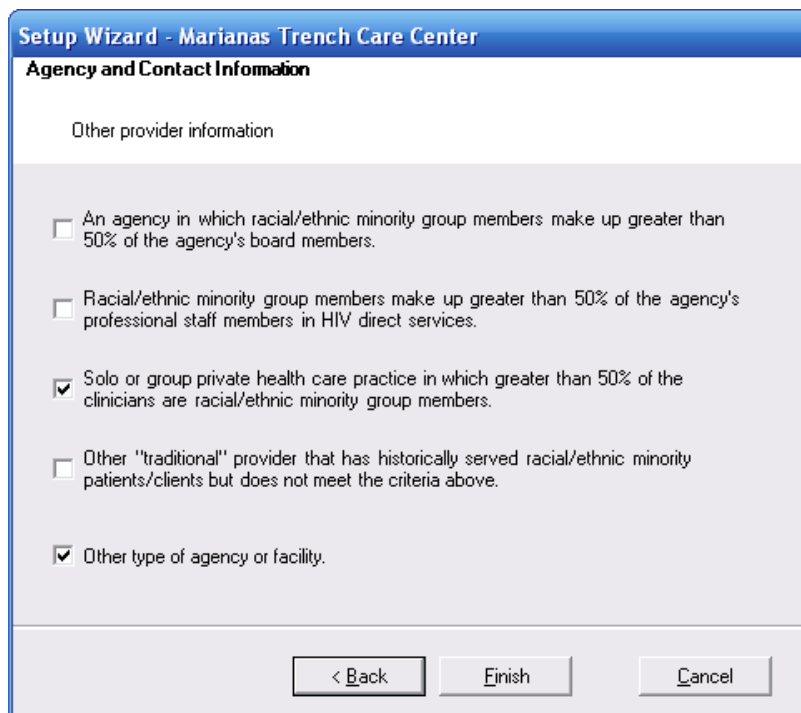 Setup Wizard - Marianas Trench Care Center
Agency and Contact Information
Other provider information
An agency in which racial/ethnic minority group members make up greater than
50% of the agency's board members.
Racial/ethnic minority group members make up greater than 50% of the agency's
professional staff members in HIV direct services.
Solo or group private health care practice in which greater than 50% of the
clinicians are racial/ethnic minority group members.
Other "traditional" provider that has historically served racial/ethnic minority
patients/clients but does not meet the criteria above.
Other type of agency or facility.
< Back Finish Cancel